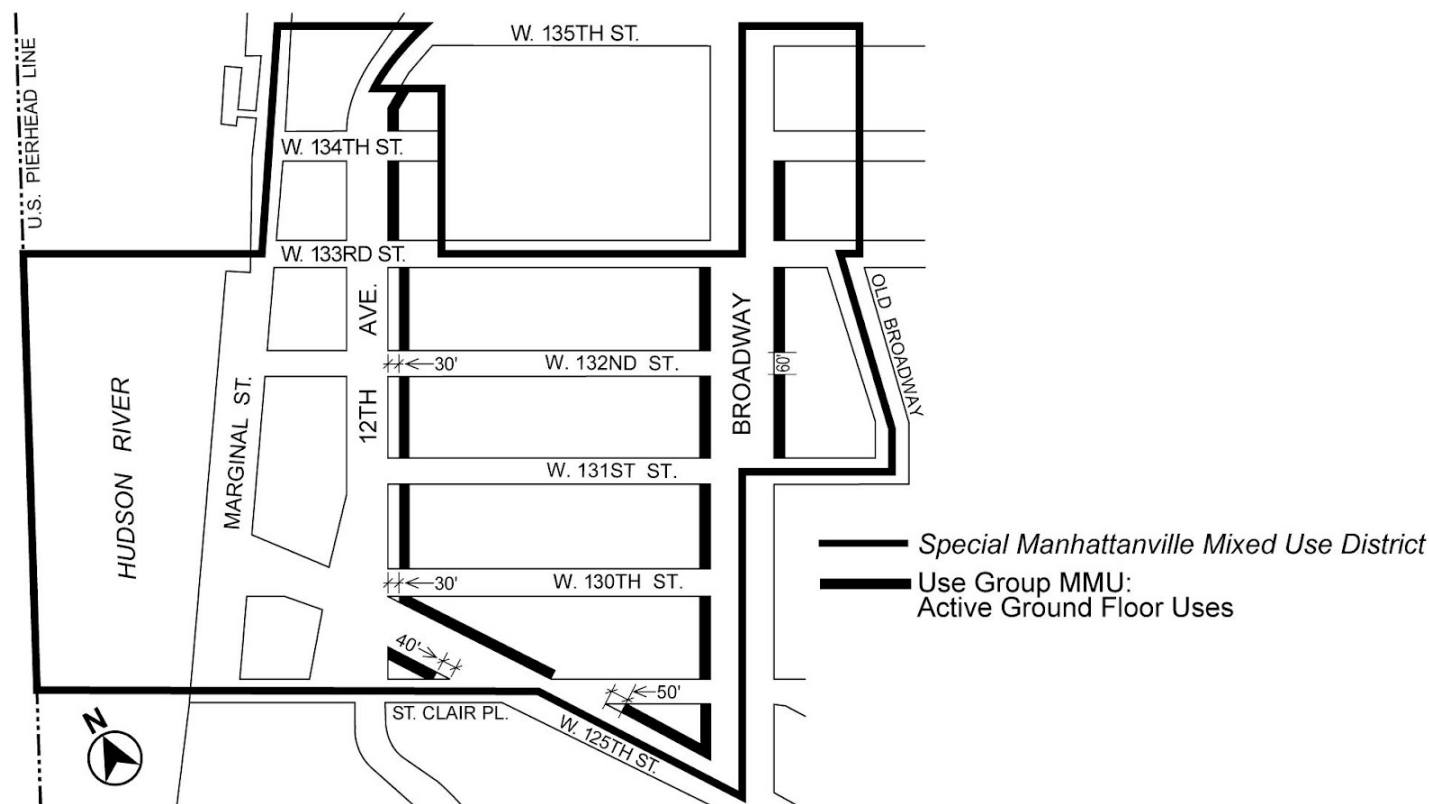 W. 135TH ST.
U.S. PIERHEAD LINE
W. 134TH ST.
W. 133RD ST.
12TH AVE.
BROADWAY
OLD BROADWAY
30'
W. 132ND ST.
60'
HUDSON RIVER
MARGINAL ST.
W. 131ST ST.
Special Manhattanville Mixed Use District
30'
W. 130TH ST.
Use Group MMU:
Active Ground Floor Uses
40'
50'
N
ST. CLAIR PL.
W. 125TH ST.